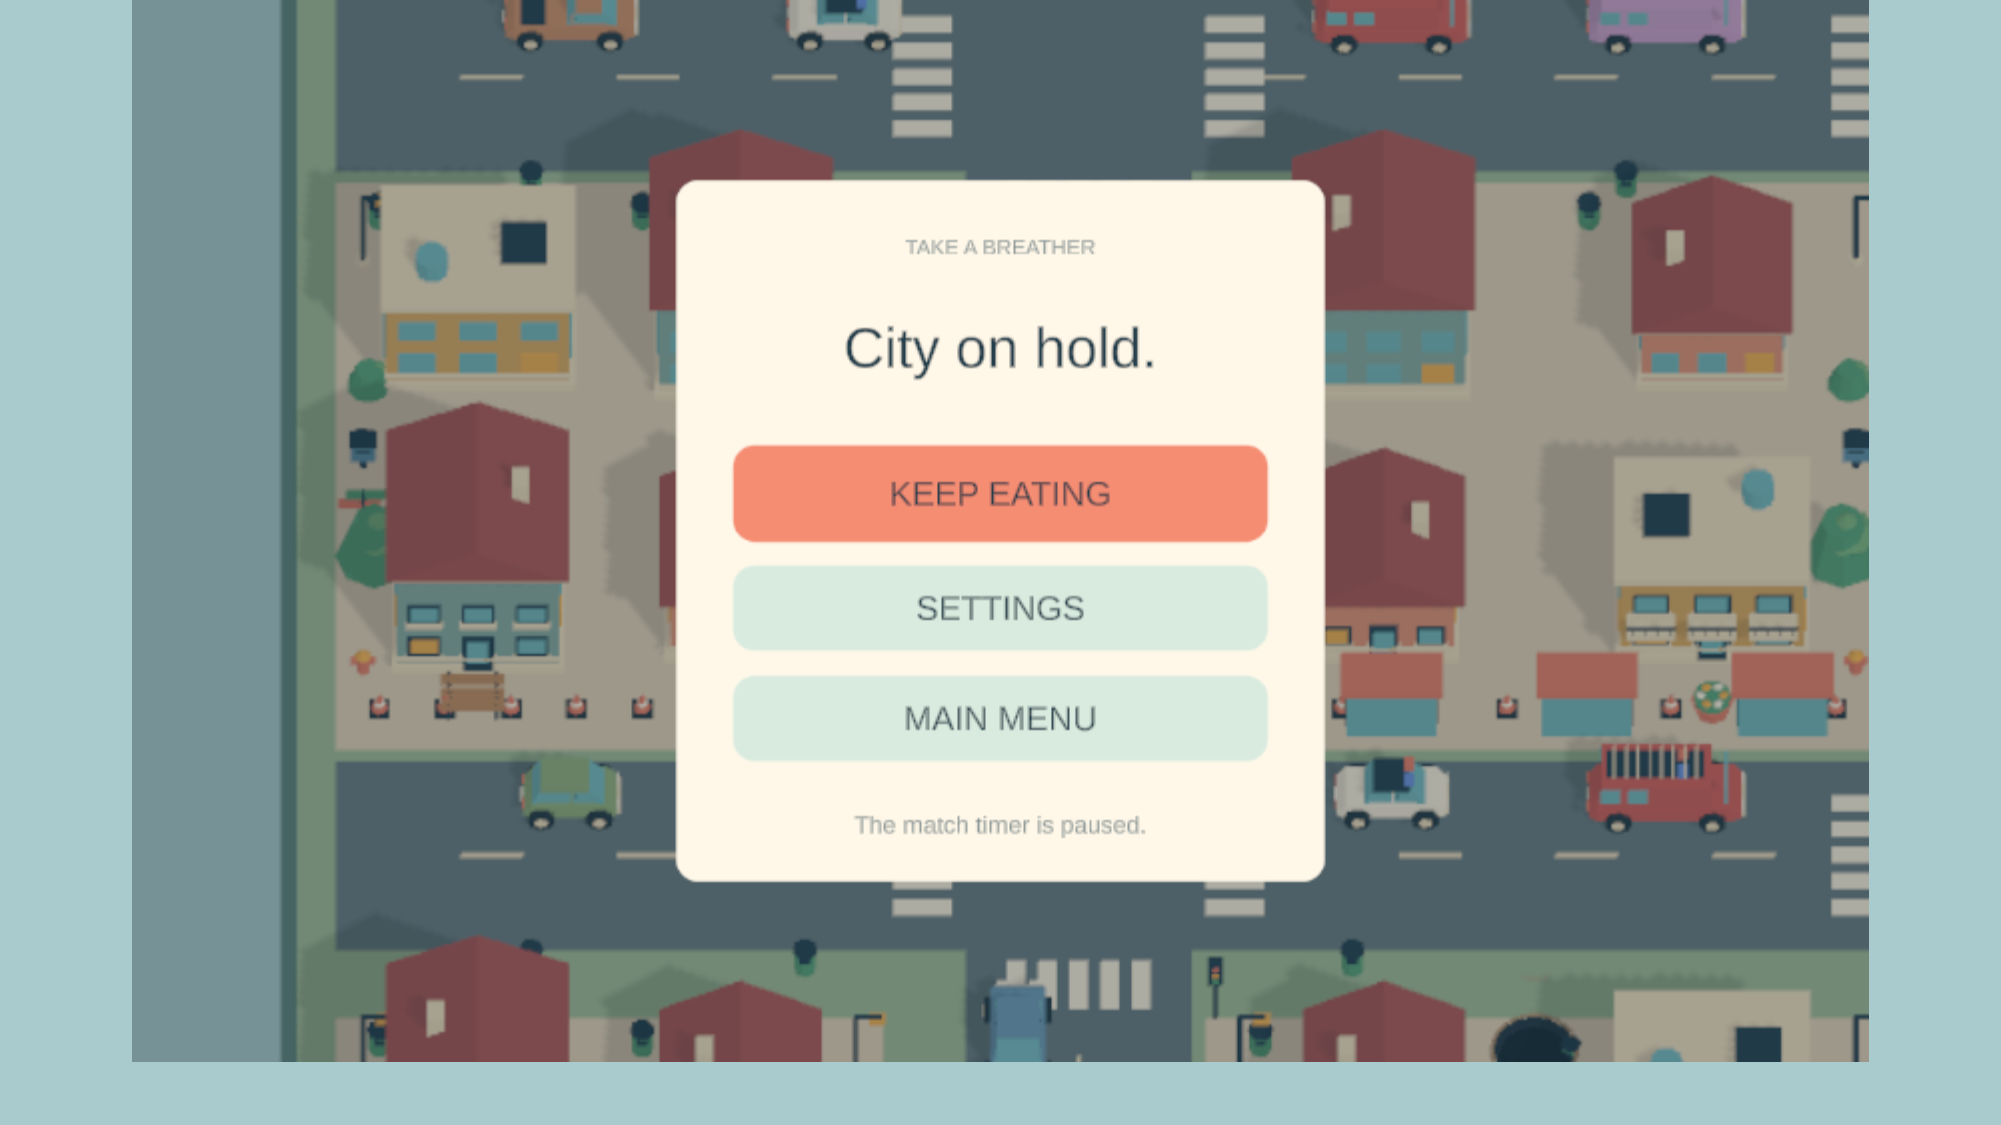 TAKE A BREATHER
City on hold.
KEEP EATING
SETTINGS
MAIN MENU
The match timer is paused.